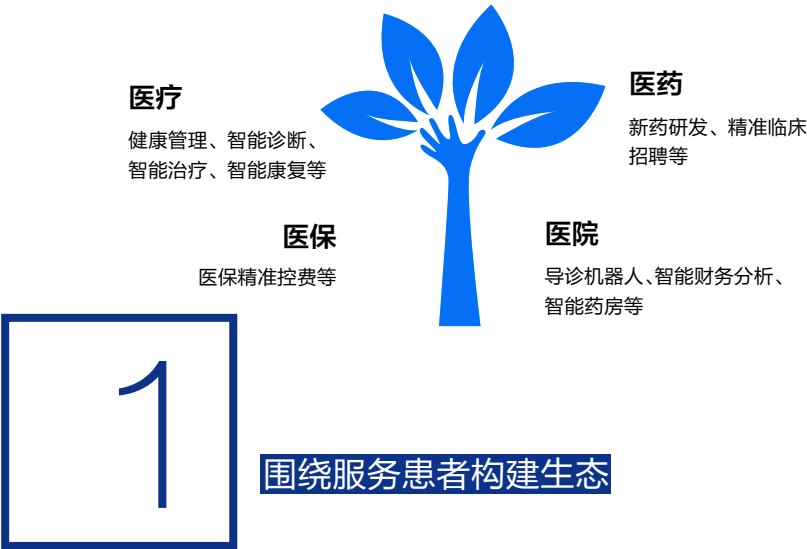 医疗
健康管理、智能诊断、
智能治疗、智能康复等
医药
新药研发、精准临床
招聘等
医保
医保精准控费等
医院
导诊机器人、智能财务分析、
智能药房等
1
围绕服务患者构建生态